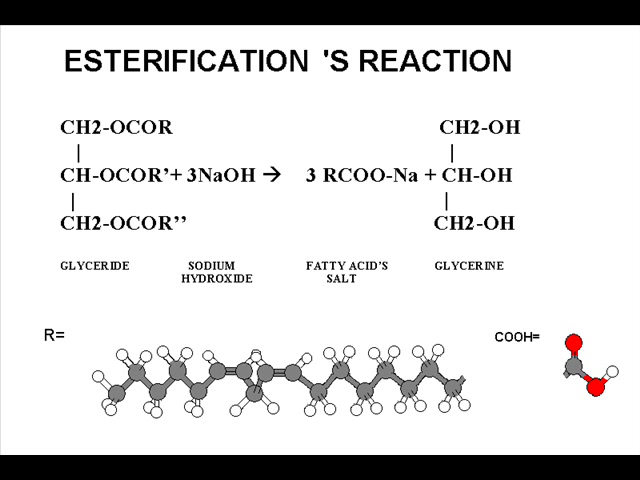 ESTERIFICATION 'S REACTION
CH2-OCOR CH2-OH
| |
CH-OCOR’+ 3NaOH → 3 RCOO-Na + CH-OH
| |
CH2-OCOR’’ CH2-OH
GLYCERIDE SODIUM FATTY ACID’S GLYCERINE
HYDROXIDE SALT
R= COOH=